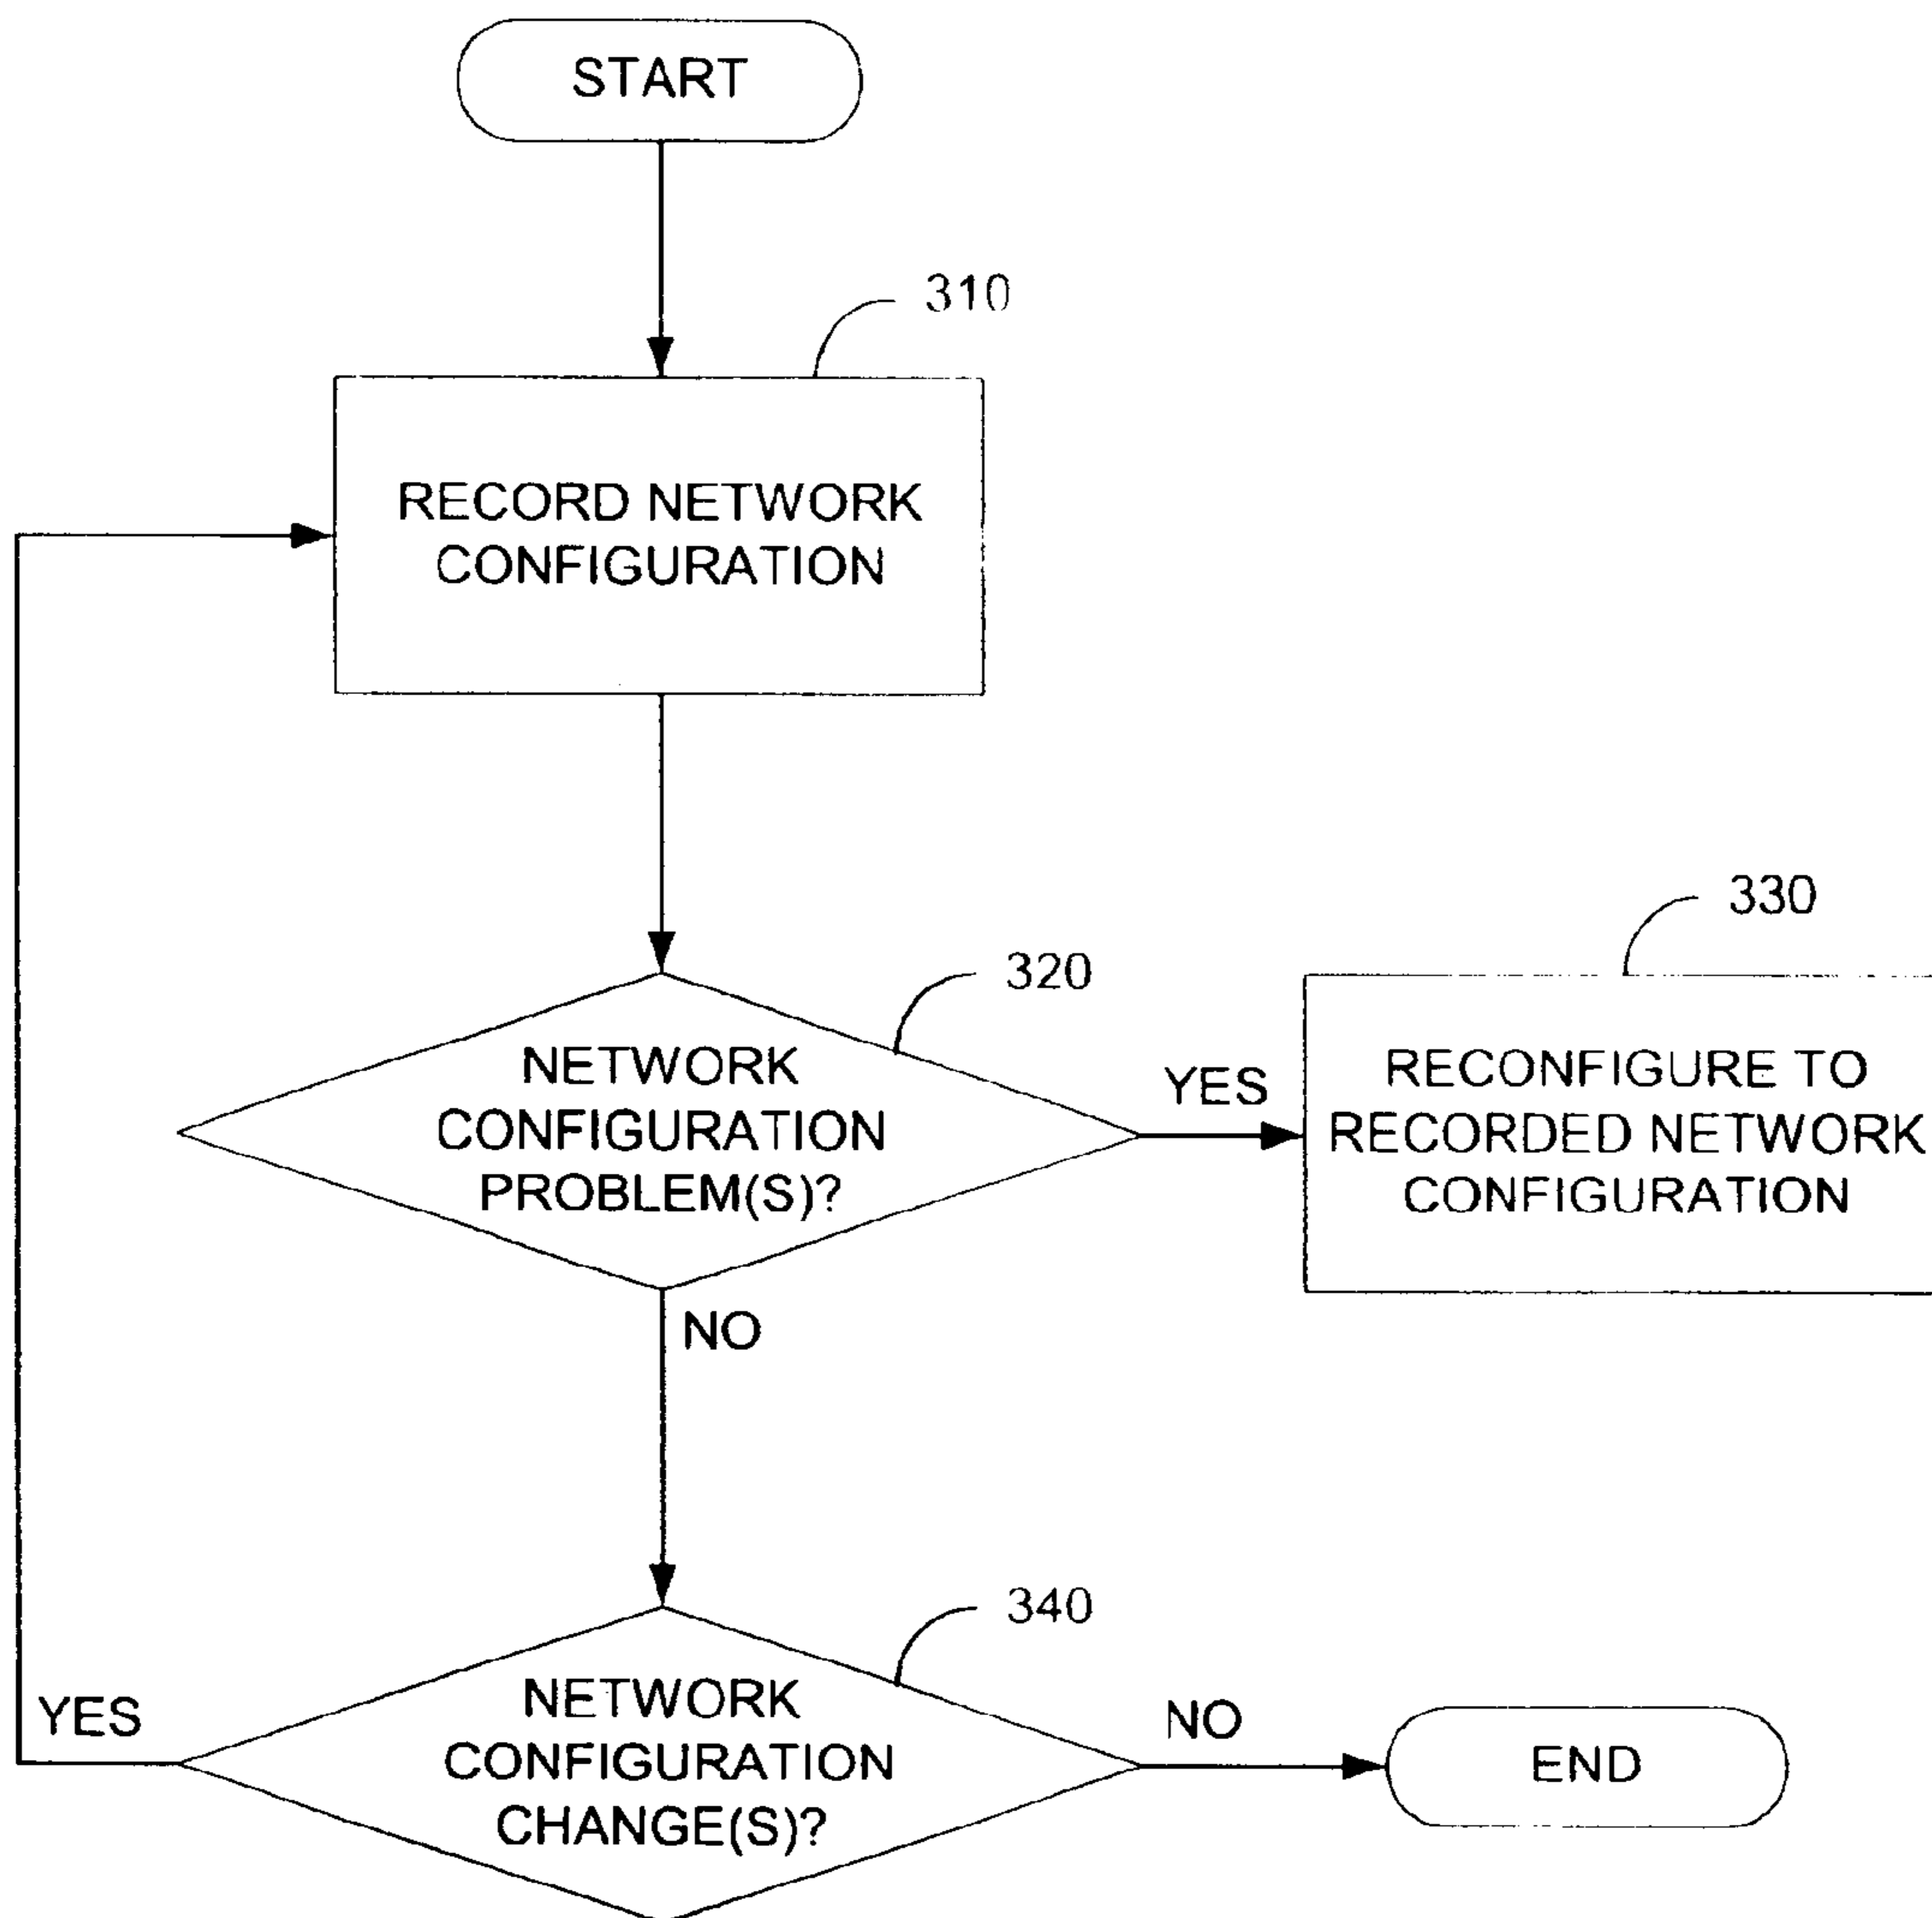 START
310
RECORD NETWORK
CONFIGURATION
320
NETWORK
CONFIGURATION
PROBLEM(S)?
YES
330
RECONFIGURE TO
RECORDED NETWORK
CONFIGURATION
NO
340
NETWORK
CONFIGURATION
CHANGE(S)?
YES
NO
END